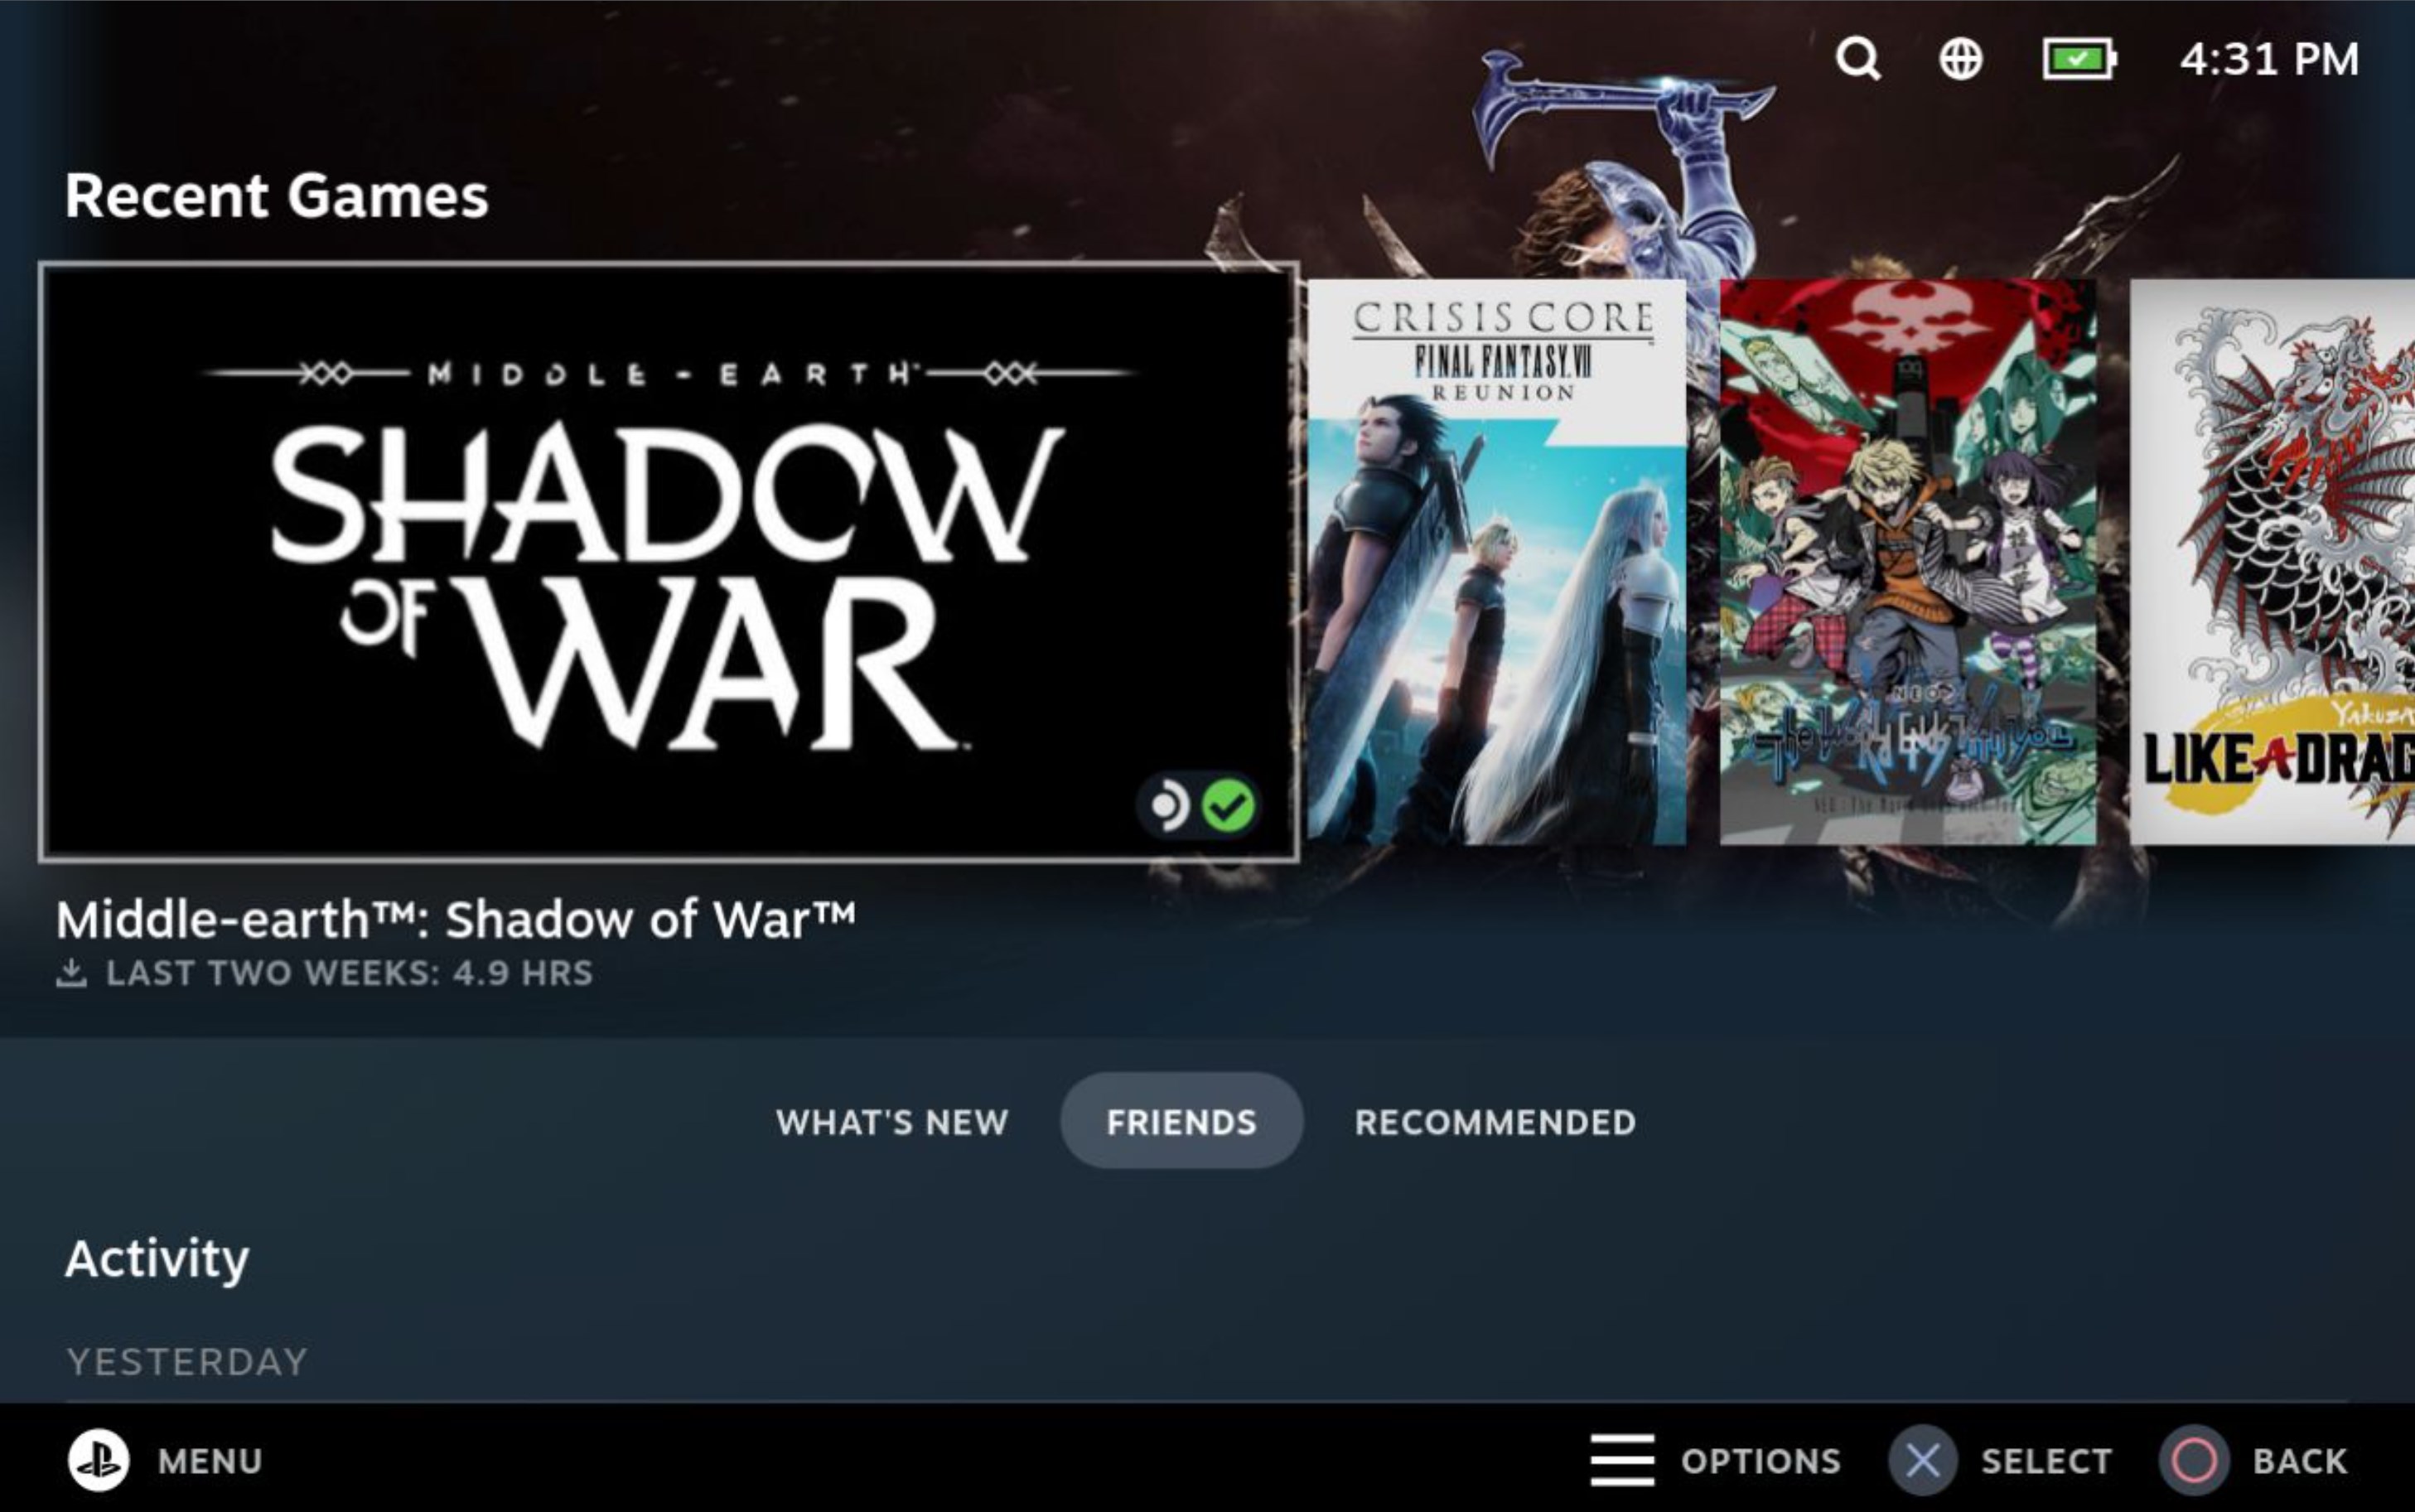 4:31 PM
Recent Games
MIDDLE-EARTH™
SHADOW
OF WAR™
CRISIS CORE
FINAL FANTASY VII
REUNION
104
NEO
The World Ends With You
YAKUZA
LIKE A DRAG
Middle-earth™: Shadow of War™
LAST TWO WEEKS: 4.9 HRS
WHAT'S NEW
FRIENDS
RECOMMENDED
Activity
YESTERDAY
MENU
OPTIONS
SELECT
BACK